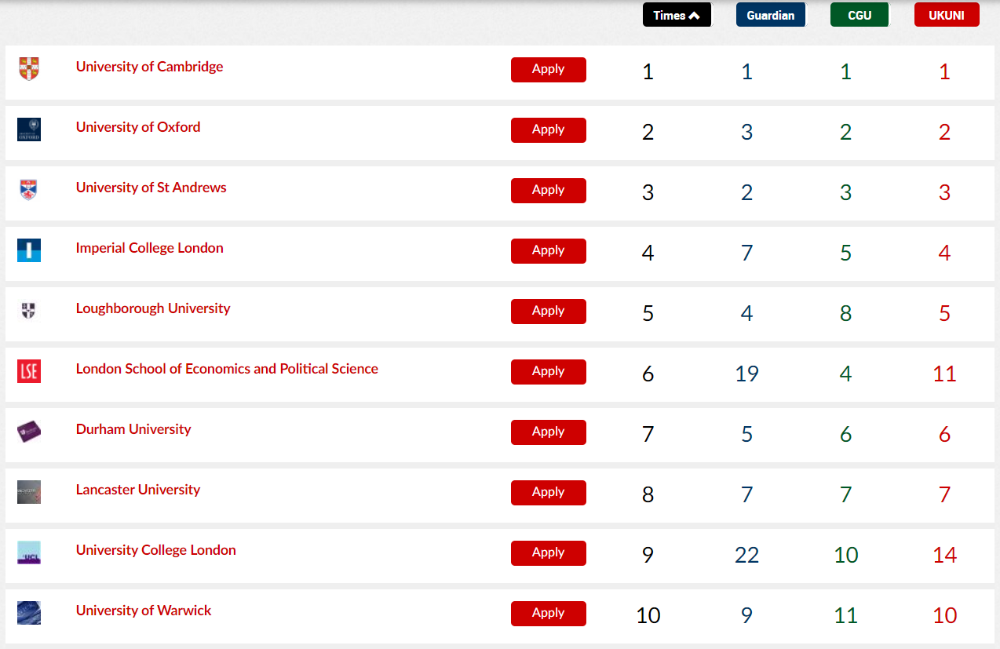 Times Guardian CGU UKUNI
University of Cambridge Apply 1 1 1 1
OXFORD
University of Oxford Apply 2 3 2 2
University of St Andrews Apply 3 2 3 3
Imperial College London Apply 4 7 5 4
Loughborough University Apply 5 4 8 5
LSE London School of Economics and Political Science Apply 6 19 4 11
Durham University Apply 7 5 6 6
Lancaster University Apply 8 7 7 7
UCL University College London Apply 9 22 10 14
University of Warwick Apply 10 9 11 10